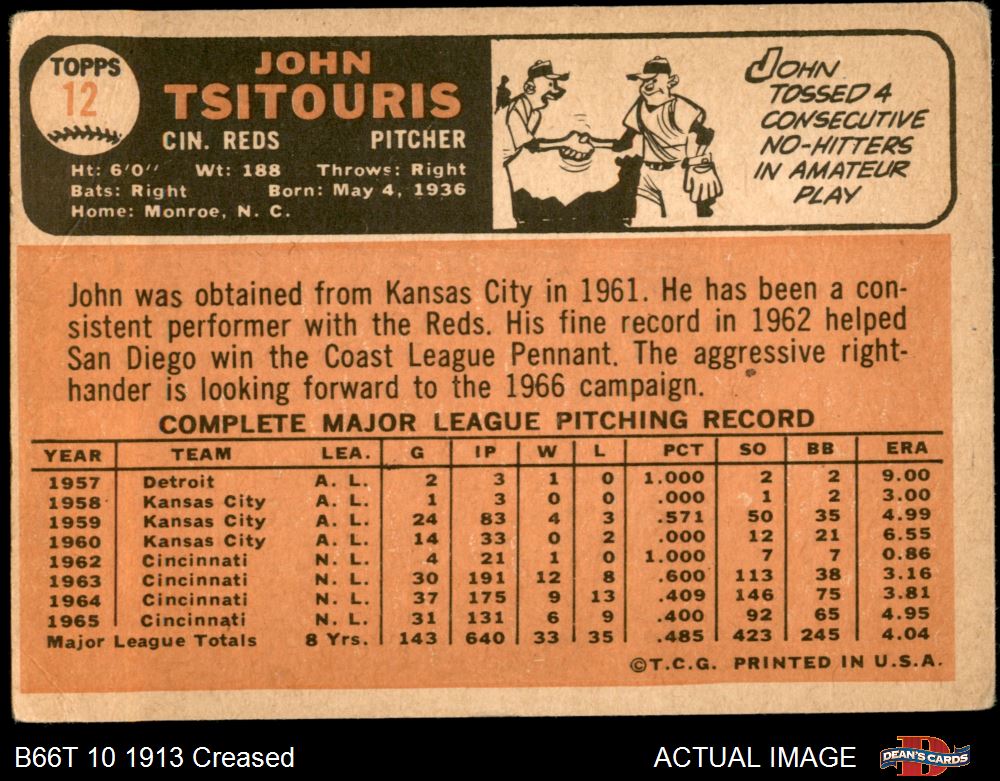 TOPPS
12
JOHN
TSITOURIS
CIN. REDS PITCHER
Ht: 6'0" Wt: 188 Throws: Right
Bats: Right Born: May 4, 1936
Home: Monroe, N. C.
JOHN
TOSSED 4
CONSECUTIVE
NO-HITTERS
IN AMATEUR
PLAY
John was obtained from Kansas City in 1961. He has been a con-
sistent performer with the Reds. His fine record in 1962 helped
San Diego win the Coast League Pennant. The aggressive right-
hander is looking forward to the 1966 campaign.
COMPLETE MAJOR LEAGUE PITCHING RECORD
YEAR TEAM LEA. G IP W L PCT SO BB ERA
1957 Detroit A. L. 2 3 1 0 1.000 2 2 9.00
1958 Kansas City A. L. 1 3 0 0 .000 1 2 3.00
1959 Kansas City A. L. 24 83 4 3 .571 50 35 4.99
1960 Kansas City A. L. 14 33 0 2 .000 12 21 6.55
1962 Cincinnati N. L. 4 21 1 0 1.000 7 7 0.86
1963 Cincinnati N. L. 30 191 12 8 .600 113 38 3.16
1964 Cincinnati N. L. 37 175 9 13 .409 146 75 3.81
1965 Cincinnati N. L. 31 131 6 9 .400 92 65 4.95
Major League Totals 8 Yrs. 143 640 33 35 .485 423 245 4.04
©T.C.G. PRINTED IN U.S.A.
B66T 10 1913 Creased
ACTUAL IMAGE
DEAN'S CARDS